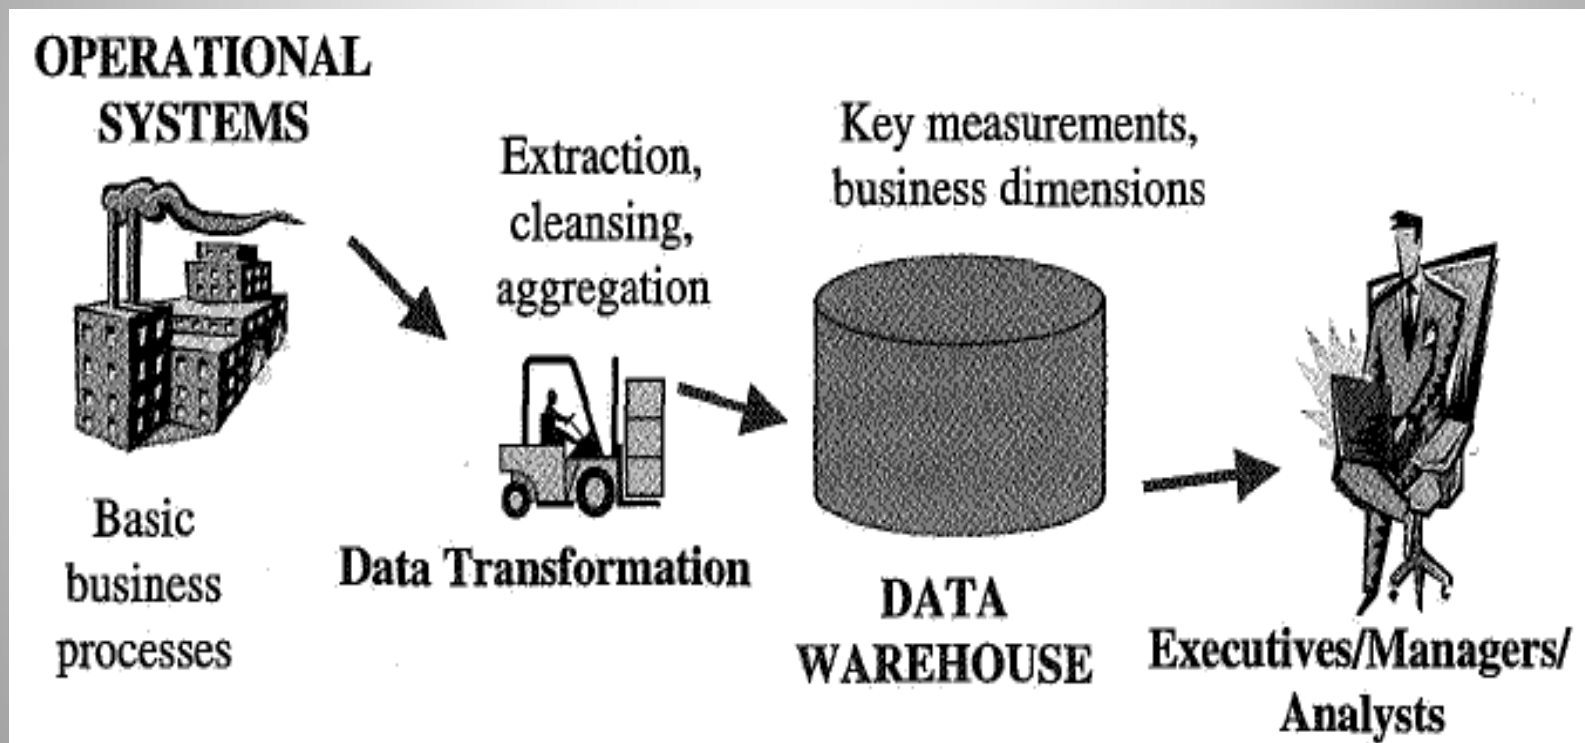 OPERATIONAL
SYSTEMS
Basic
business
processes
Extraction,
cleansing,
aggregation
Data Transformation
Key measurements,
business dimensions
DATA
WAREHOUSE
Executives/Managers/
Analysts